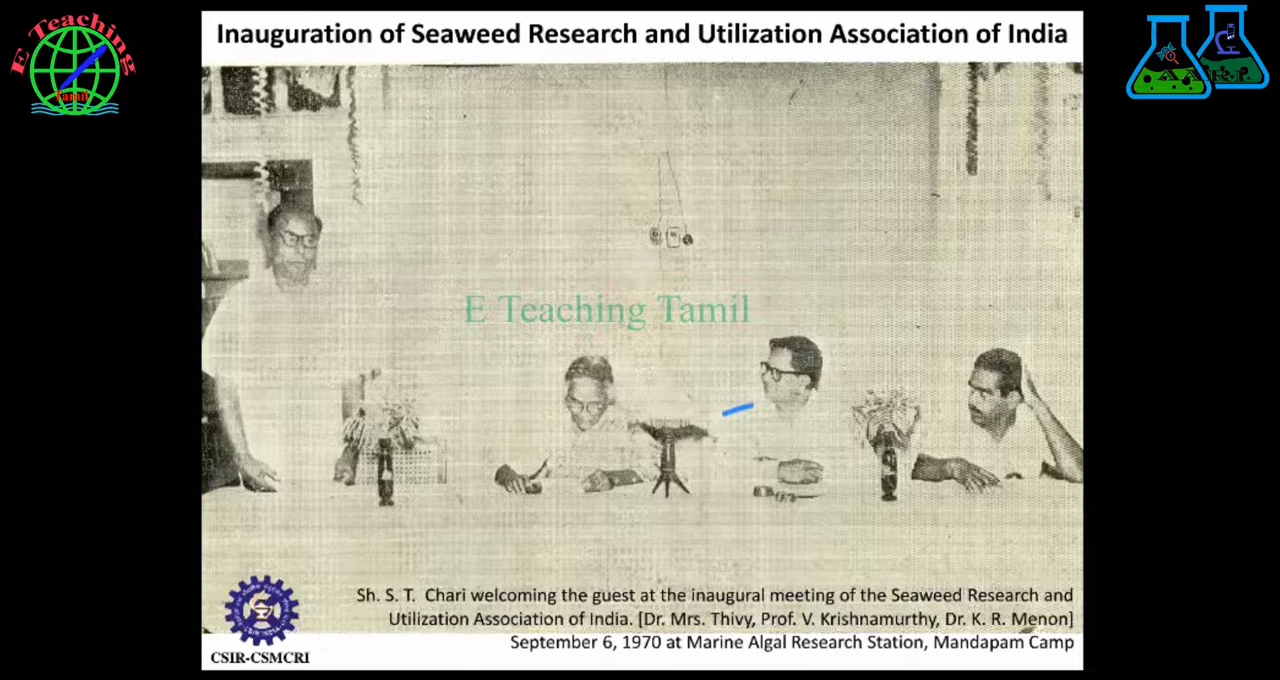 E Teaching
Tamil
Inauguration of Seaweed Research and Utilization Association of India
E Teaching Tamil
Sh. S. T. Chari welcoming the guest at the inaugural meeting of the Seaweed Research and
Utilization Association of India. [Dr. Mrs. Thivy, Prof. V. Krishnamurthy, Dr. K. R. Menon]
September 6, 1970 at Marine Algal Research Station, Mandapam Camp
CSIR-CSMCRI